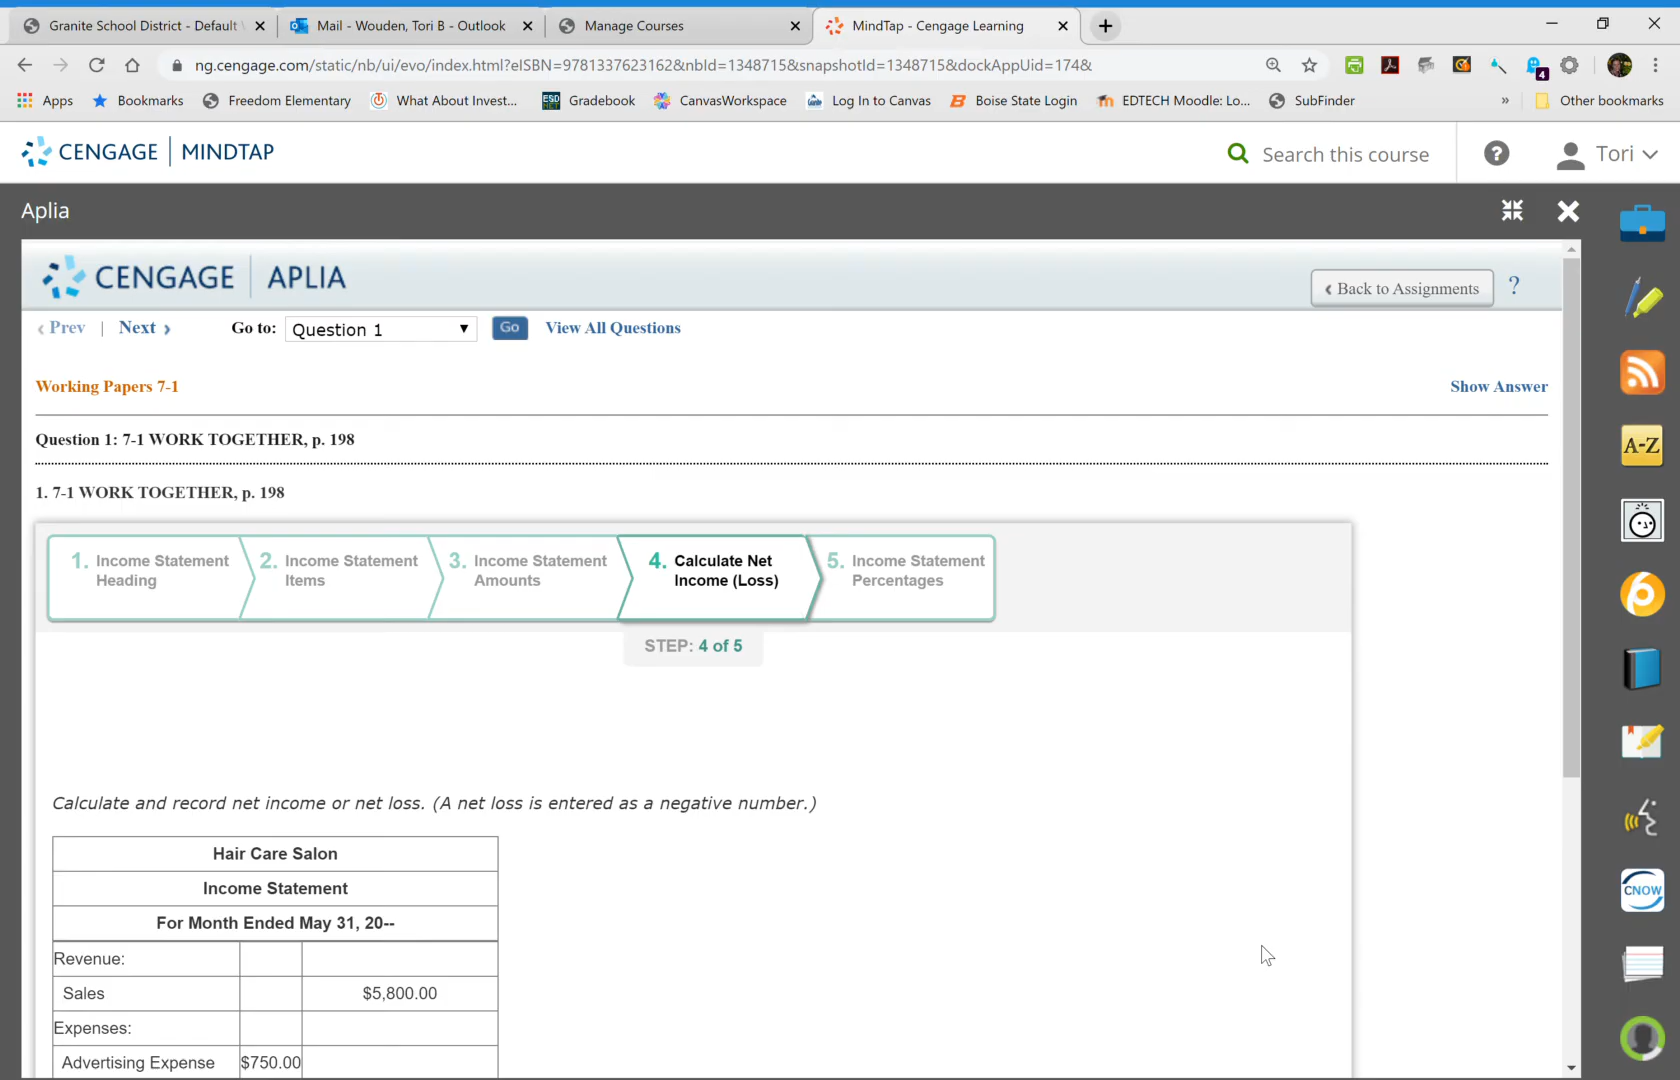 Granite School District - Default
Mail - Wouden, Tori B - Outlook
Manage Courses
MindTap - Cengage Learning
ng.cengage.com/static/nb/ui/evo/index.html?eISBN=9781337623162&nbId=1348715&snapshotId=1348715&dockAppUid=174&
4
Apps
Bookmarks
Freedom Elementary
What About Invest...
Gradebook
CanvasWorkspace
Log In to Canvas
Boise State Login
EDTECH Moodle: Lo...
SubFinder
»
Other bookmarks
CENGAGE | MINDTAP
Search this course
?
Tori
Aplia
CENGAGE | APLIA
‹ Back to Assignments
?
‹ Prev | Next ›
Go to: Question 1
Go
View All Questions
Working Papers 7-1
Show Answer
Question 1: 7-1 WORK TOGETHER, p. 198
1. 7-1 WORK TOGETHER, p. 198
1. Income Statement
Heading
2. Income Statement
Items
3. Income Statement
Amounts
4. Calculate Net
Income (Loss)
5. Income Statement
Percentages
STEP: 4 of 5
Calculate and record net income or net loss. (A net loss is entered as a negative number.)
Hair Care Salon
Income Statement
For Month Ended May 31, 20--
Revenue:
Sales $5,800.00
Expenses:
Advertising Expense $750.00
A-Z
CNOW